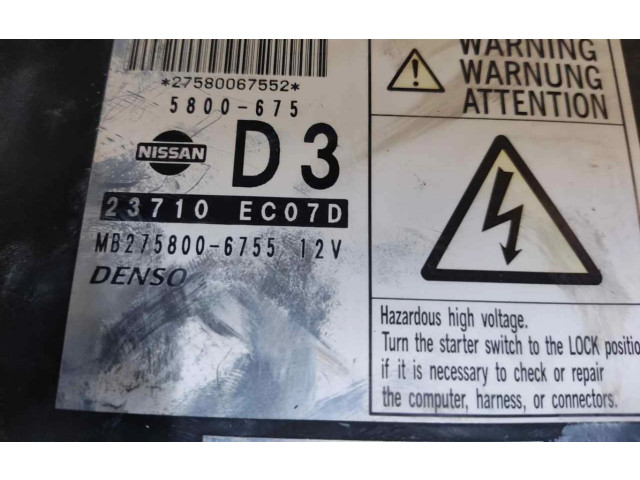 *27580067552*
5800-675
NISSAN D3
23710 EC07D
MB275800-6755 12V
DENSO
WARNING
WARNUNG
ATTENTION
Hazardous high voltage.
Turn the starter switch to the LOCK positio
if it is necessary to check or repair
the computer, harness, or connectors.